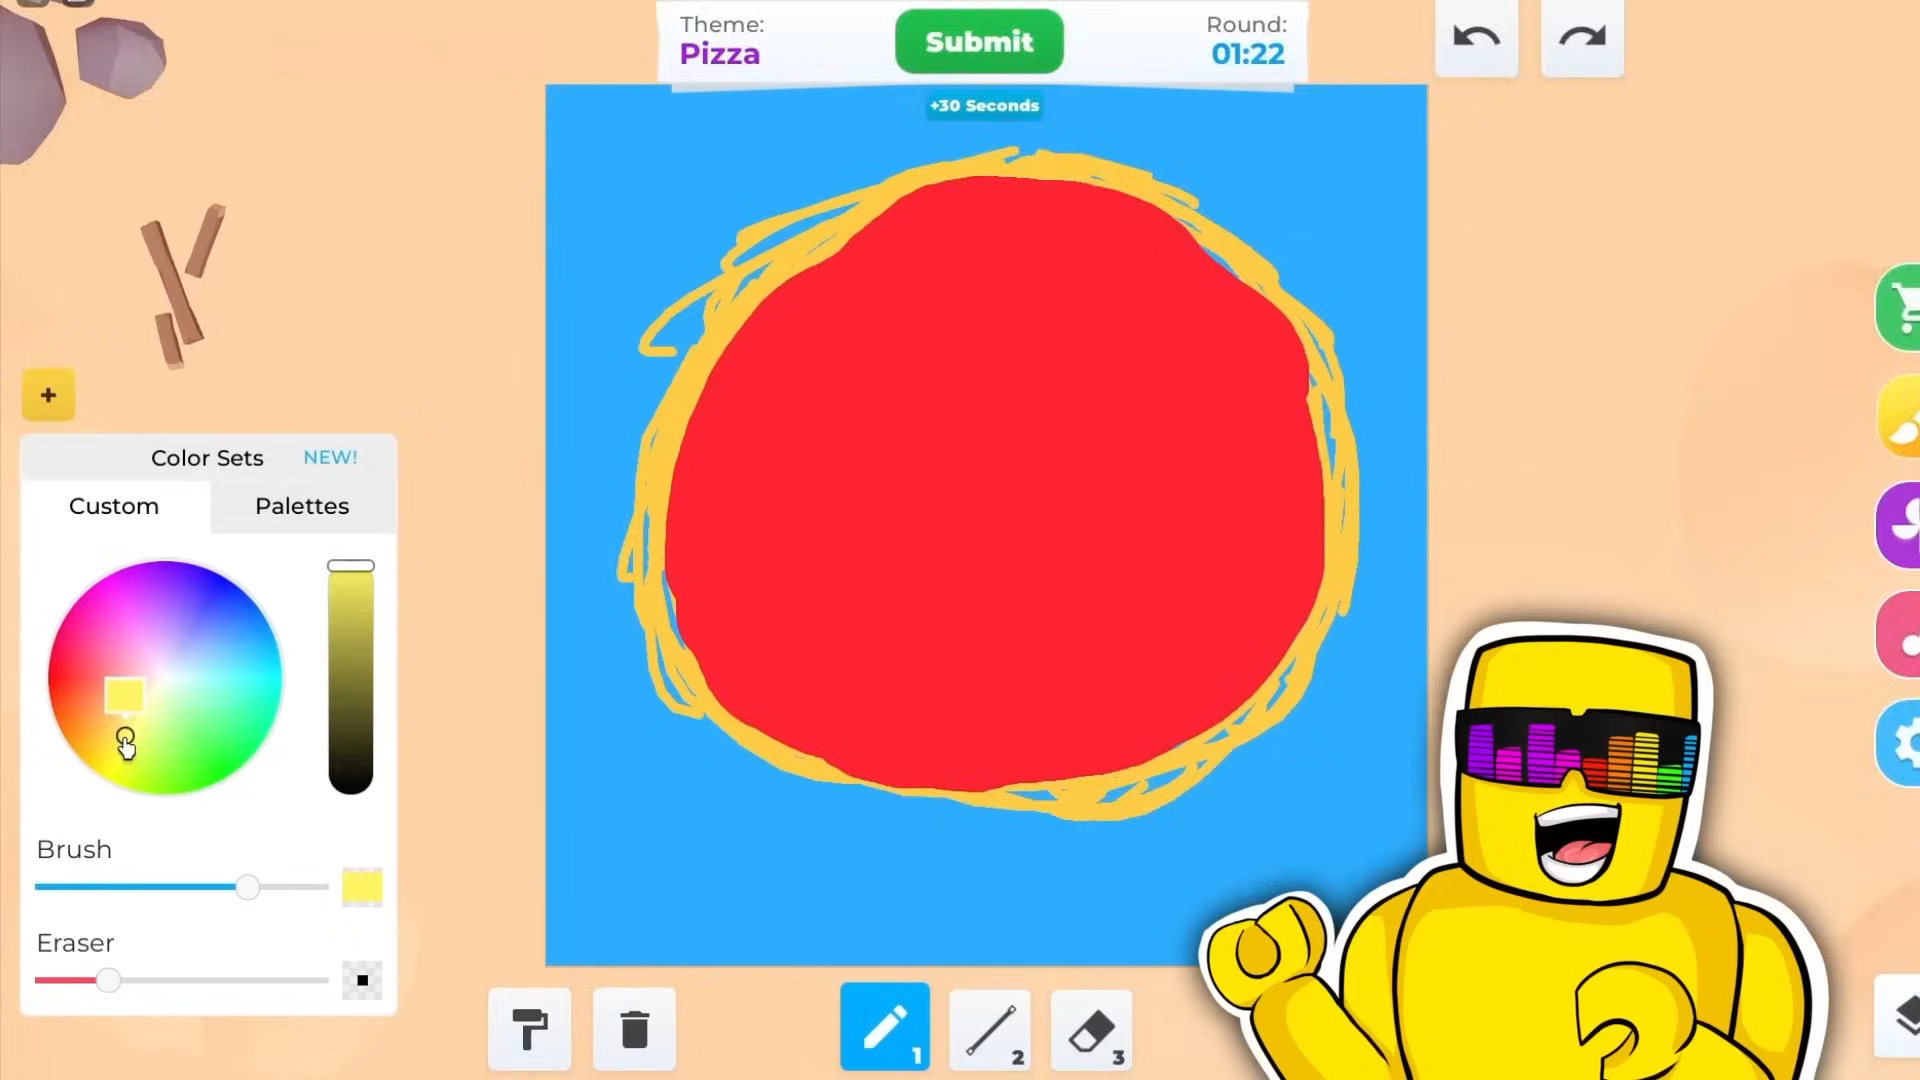 Theme:
Pizza
Submit
Round:
01:22
+30 Seconds
+
Color Sets NEW!
Custom Palettes
Brush
Eraser
1
2
3
?